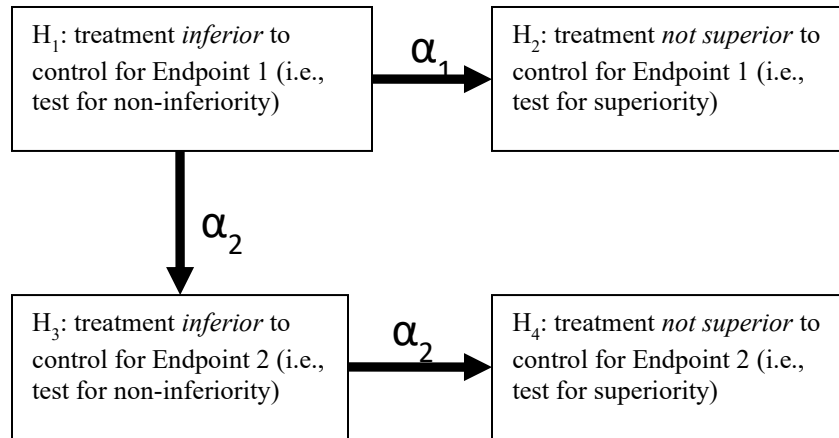 H₁: treatment inferior to
control for Endpoint 1 (i.e.,
test for non-inferiority)
α₁
H₂: treatment not superior to
control for Endpoint 1 (i.e.,
test for superiority)
α₂
H₃: treatment inferior to
control for Endpoint 2 (i.e.,
test for non-inferiority)
α₂
H₄: treatment not superior to
control for Endpoint 2 (i.e.,
test for superiority)